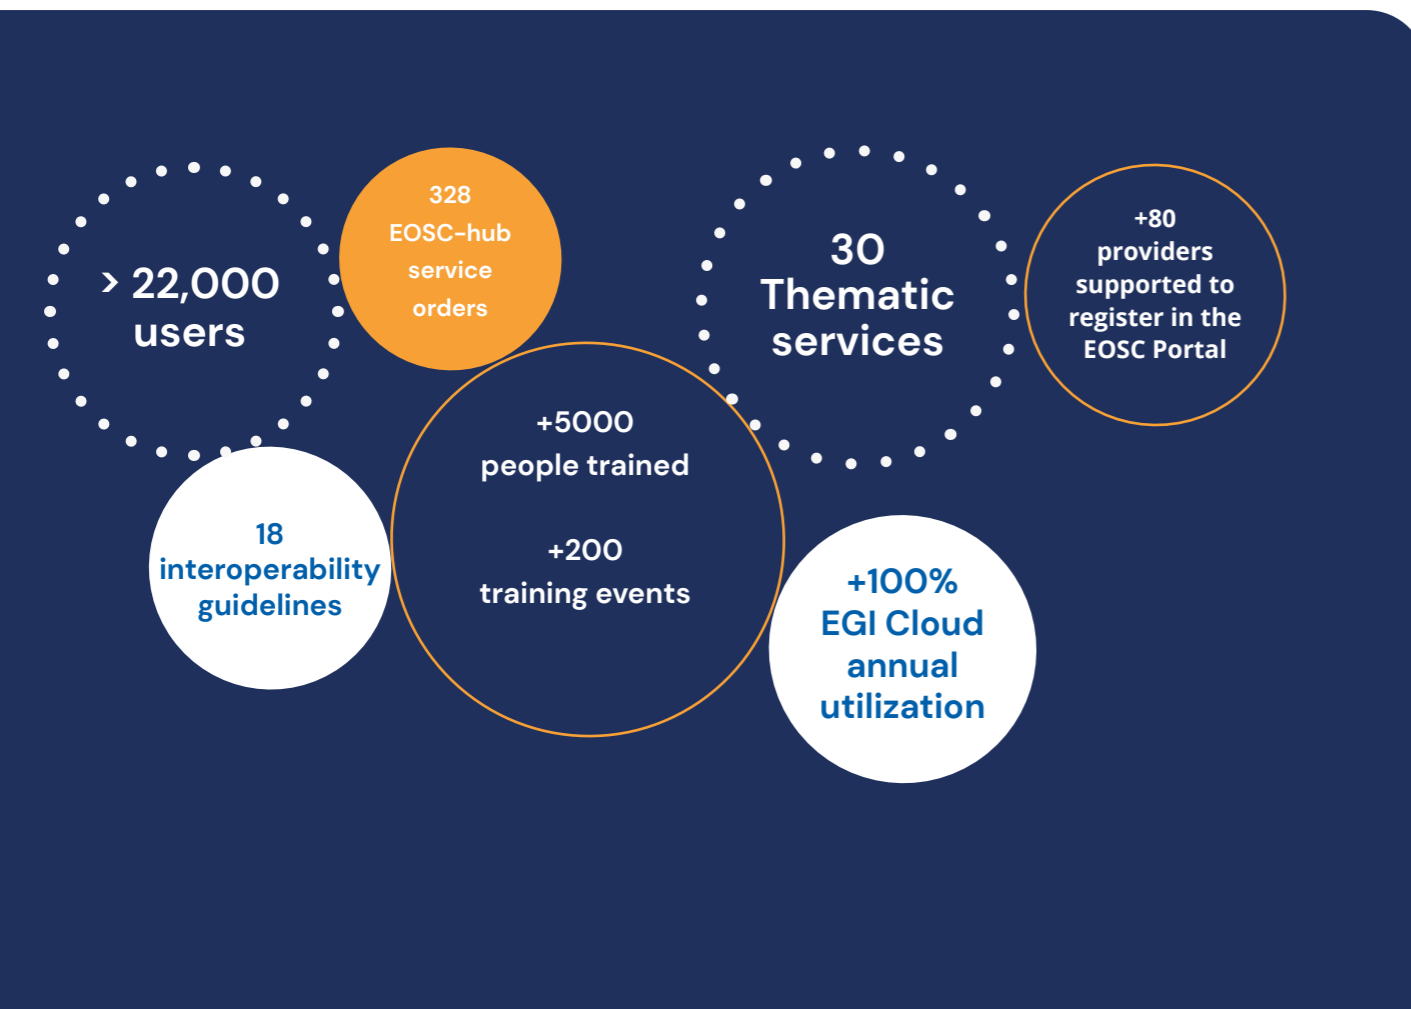 > 22,000
users
328
EOSC-hub
service
orders
30
Thematic
services
+80
providers
supported to
register in the
EOSC Portal
18
interoperability
guidelines
+5000
people trained
+200
training events
+100%
EGI Cloud
annual
utilization